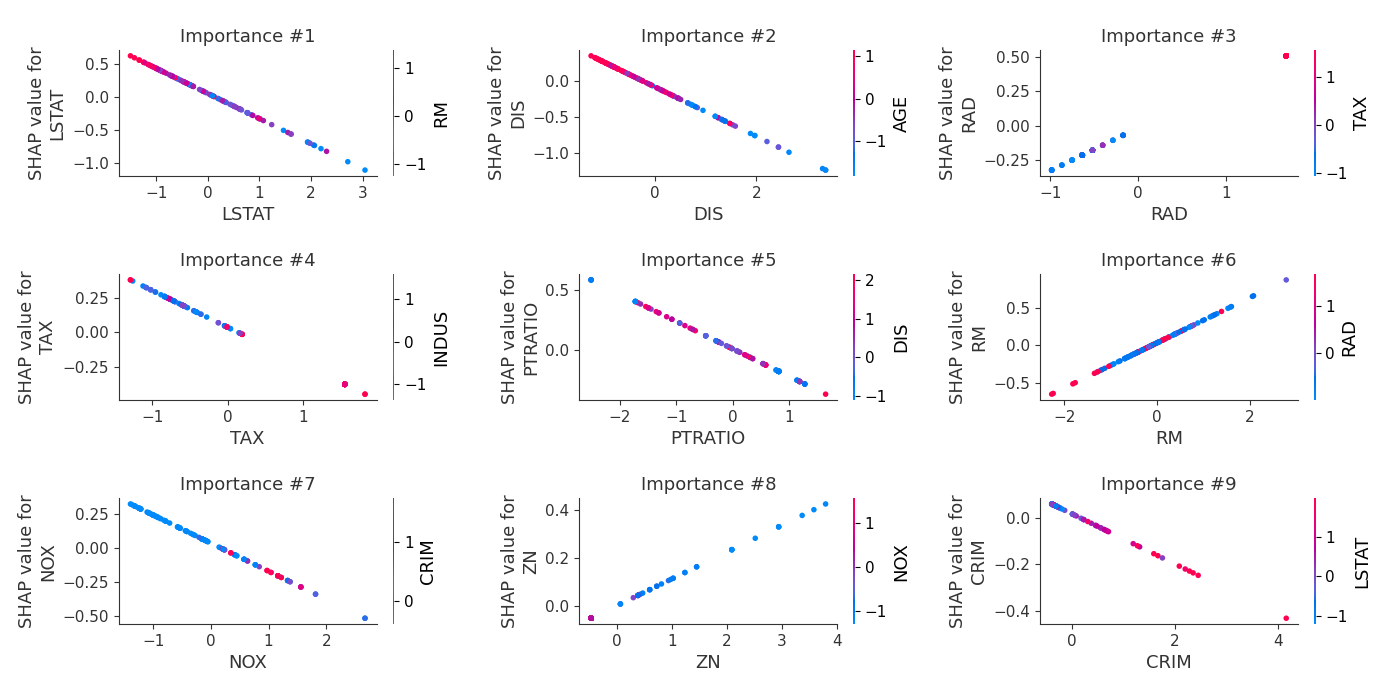 Importance #1
SHAP value for
LSTAT
0.5
0.0
−0.5
−1.0
−1
0
1
2
3
LSTAT
1
0
−1
RM
Importance #2
SHAP value for
DIS
0.0
−0.5
−1.0
0
2
DIS
1
0
−1
AGE
Importance #3
SHAP value for
RAD
0.50
0.25
0.00
−0.25
−1
0
1
RAD
1
0
−1
TAX
Importance #4
SHAP value for
TAX
0.25
0.00
−0.25
−1
0
1
TAX
1
0
−1
INDUS
Importance #5
SHAP value for
PTRATIO
0.5
0.0
−2
−1
0
1
PTRATIO
2
1
0
−1
DIS
Importance #6
SHAP value for
RM
0.5
0.0
−0.5
−2
0
2
RM
1
0
RAD
Importance #7
SHAP value for
NOX
0.25
0.00
−0.25
−0.50
−1
0
1
2
NOX
1
0
CRIM
Importance #8
SHAP value for
ZN
0.4
0.2
0.0
0
1
2
3
4
ZN
1
0
−1
NOX
Importance #9
SHAP value for
CRIM
0.0
−0.2
−0.4
0
2
4
CRIM
1
0
−1
LSTAT